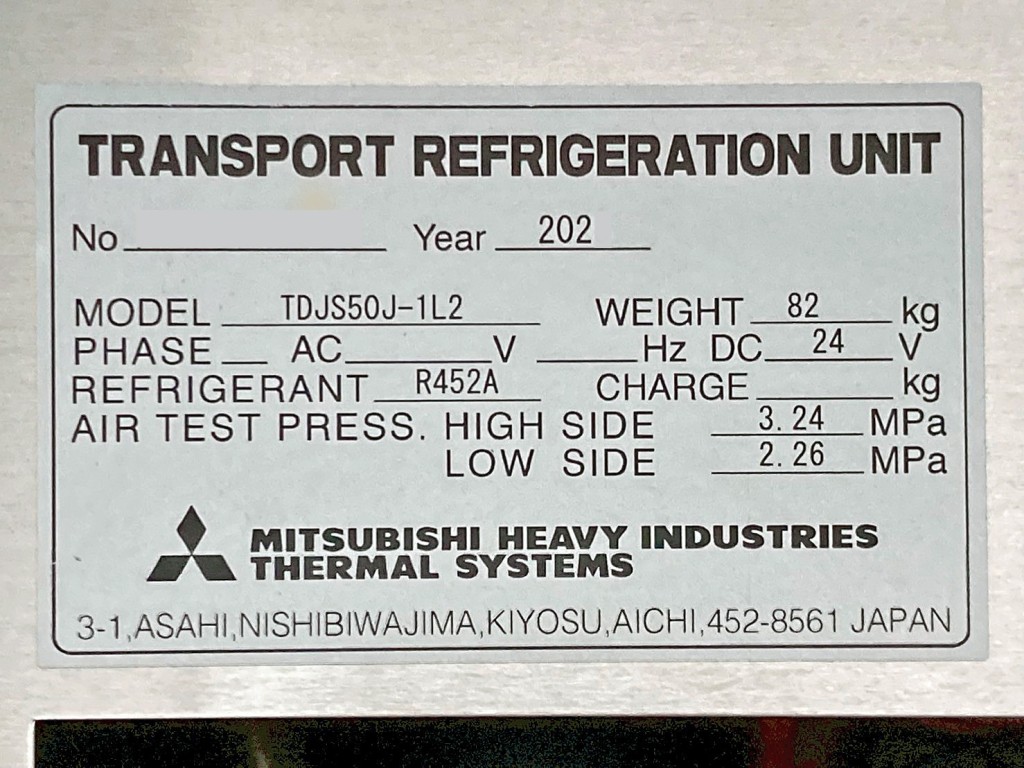 TRANSPORT REFRIGERATION UNIT
No Year 202
MODEL TDJS50J-1L2 WEIGHT 82 kg
PHASE AC V Hz DC 24 V
REFRIGERANT R452A CHARGE kg
AIR TEST PRESS. HIGH SIDE 3.24 MPa
LOW SIDE 2.26 MPa
MITSUBISHI HEAVY INDUSTRIES
THERMAL SYSTEMS
3-1,ASAHI,NISHIBIWAJIMA,KIYOSU,AICHI,452-8561 JAPAN